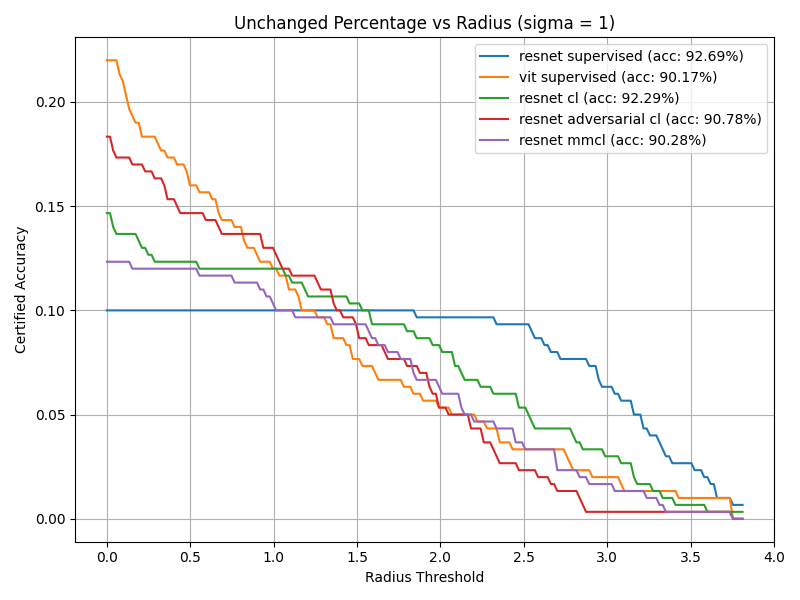 Unchanged Percentage vs Radius (sigma = 1)
resnet supervised (acc: 92.69%)
vit supervised (acc: 90.17%)
resnet cl (acc: 92.29%)
resnet adversarial cl (acc: 90.78%)
resnet mmcl (acc: 90.28%)
Certified Accuracy
0.20
0.15
0.10
0.05
0.00
0.0 0.5 1.0 1.5 2.0 2.5 3.0 3.5 4.0
Radius Threshold